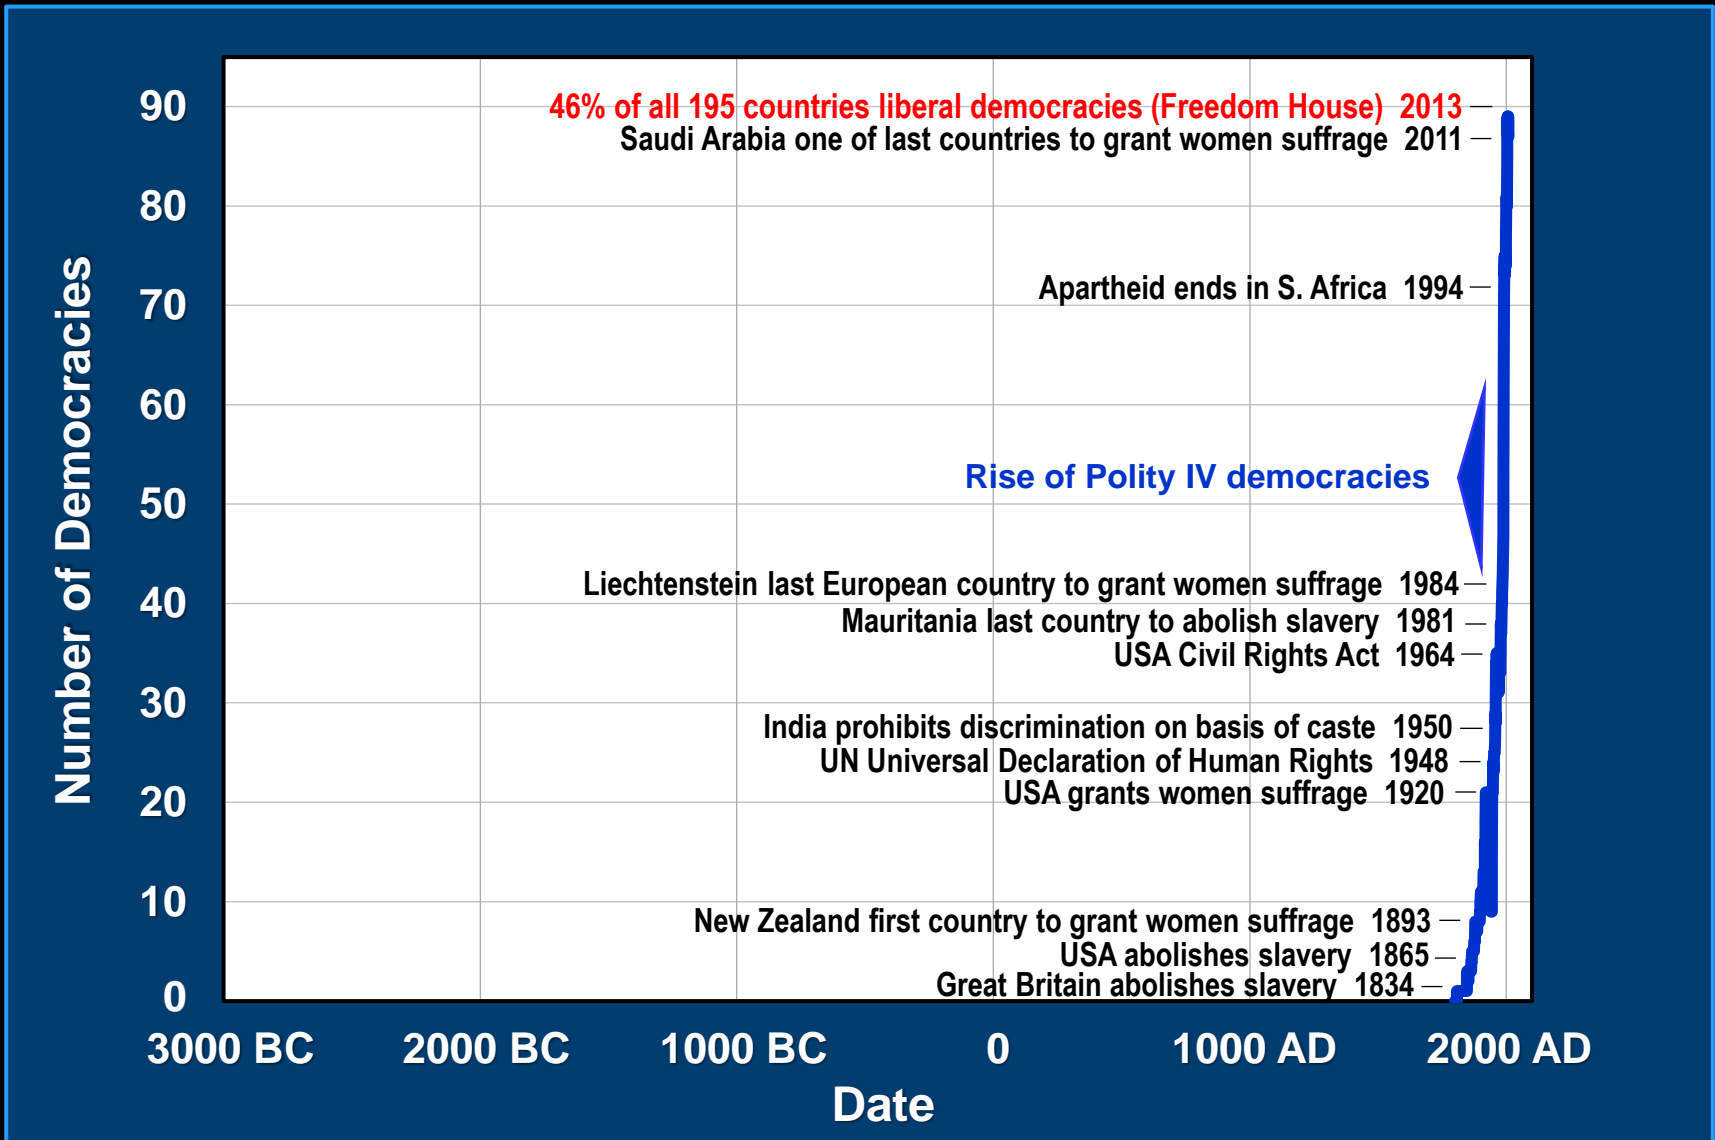 90
46% of all 195 countries liberal democracies (Freedom House) 2013
Saudi Arabia one of last countries to grant women suffrage 2011
80
Apartheid ends in S. Africa 1994
70
60
Rise of Polity IV democracies
50
Liechtenstein last European country to grant women suffrage 1984
40
Mauritania last country to abolish slavery 1981
USA Civil Rights Act 1964
30
India prohibits discrimination on basis of caste 1950
UN Universal Declaration of Human Rights 1948
USA grants women suffrage 1920
20
10
New Zealand first country to grant women suffrage 1893
USA abolishes slavery 1865
Great Britain abolishes slavery 1834
0
Number of Democracies
3000 BC 2000 BC 1000 BC 0 1000 AD 2000 AD
Date